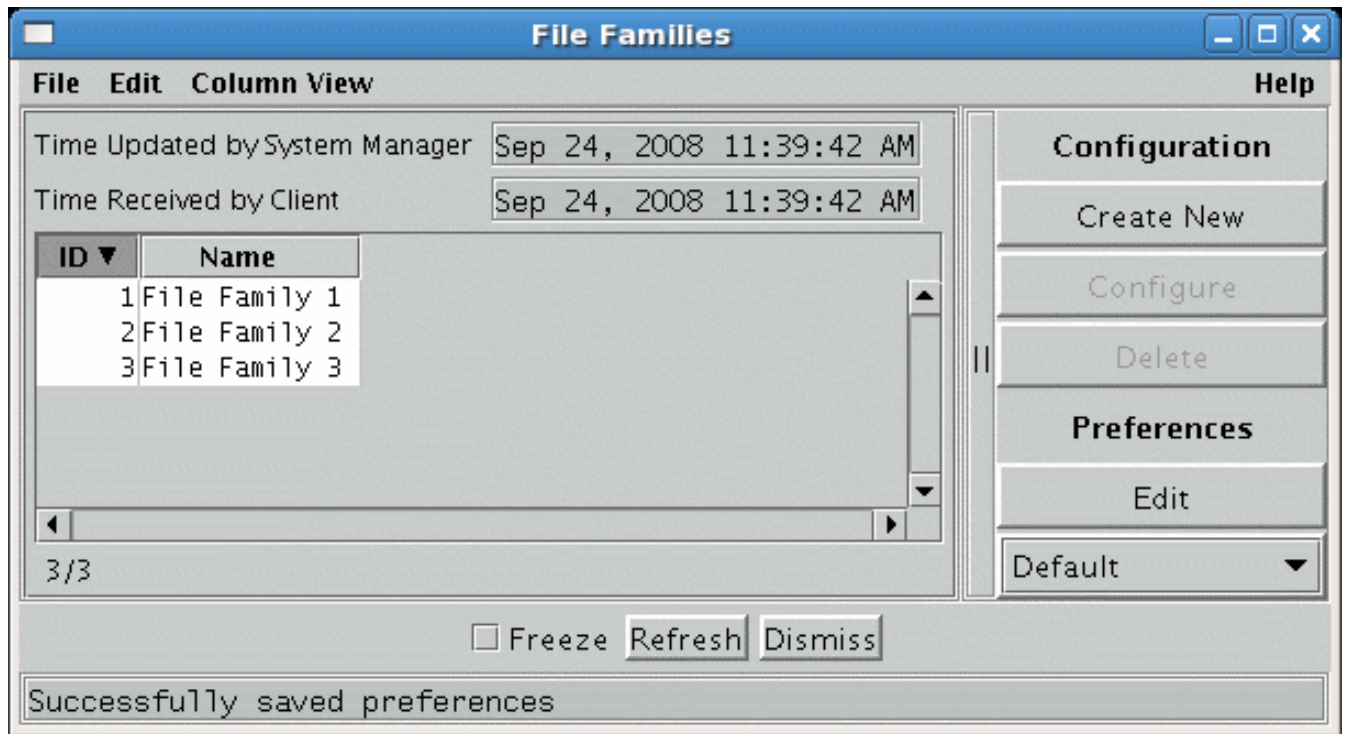 File Families
File Edit Column View Help
Time Updated by System Manager Sep 24, 2008 11:39:42 AM
Time Received by Client Sep 24, 2008 11:39:42 AM
ID Name
1 File Family 1
2 File Family 2
3 File Family 3
3/3
Configuration
Create New
Configure
Delete
Preferences
Edit
Default
Freeze Refresh Dismiss
Successfully saved preferences